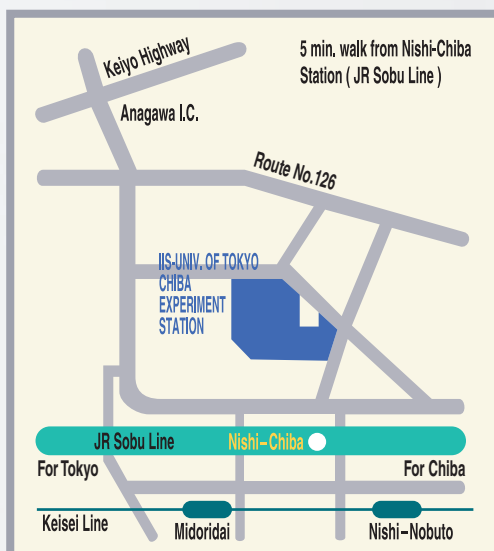 5 min. walk from Nishi-Chiba
Station ( JR Sobu Line )
Keiyo Highway
Anagawa I.C.
Route No.126
IIS-UNIV. OF TOKYO
CHIBA
EXPERIMENT
STATION
JR Sobu Line
Nishi-Chiba
For Tokyo
For Chiba
Keisei Line
Midoridai
Nishi-Nobuto